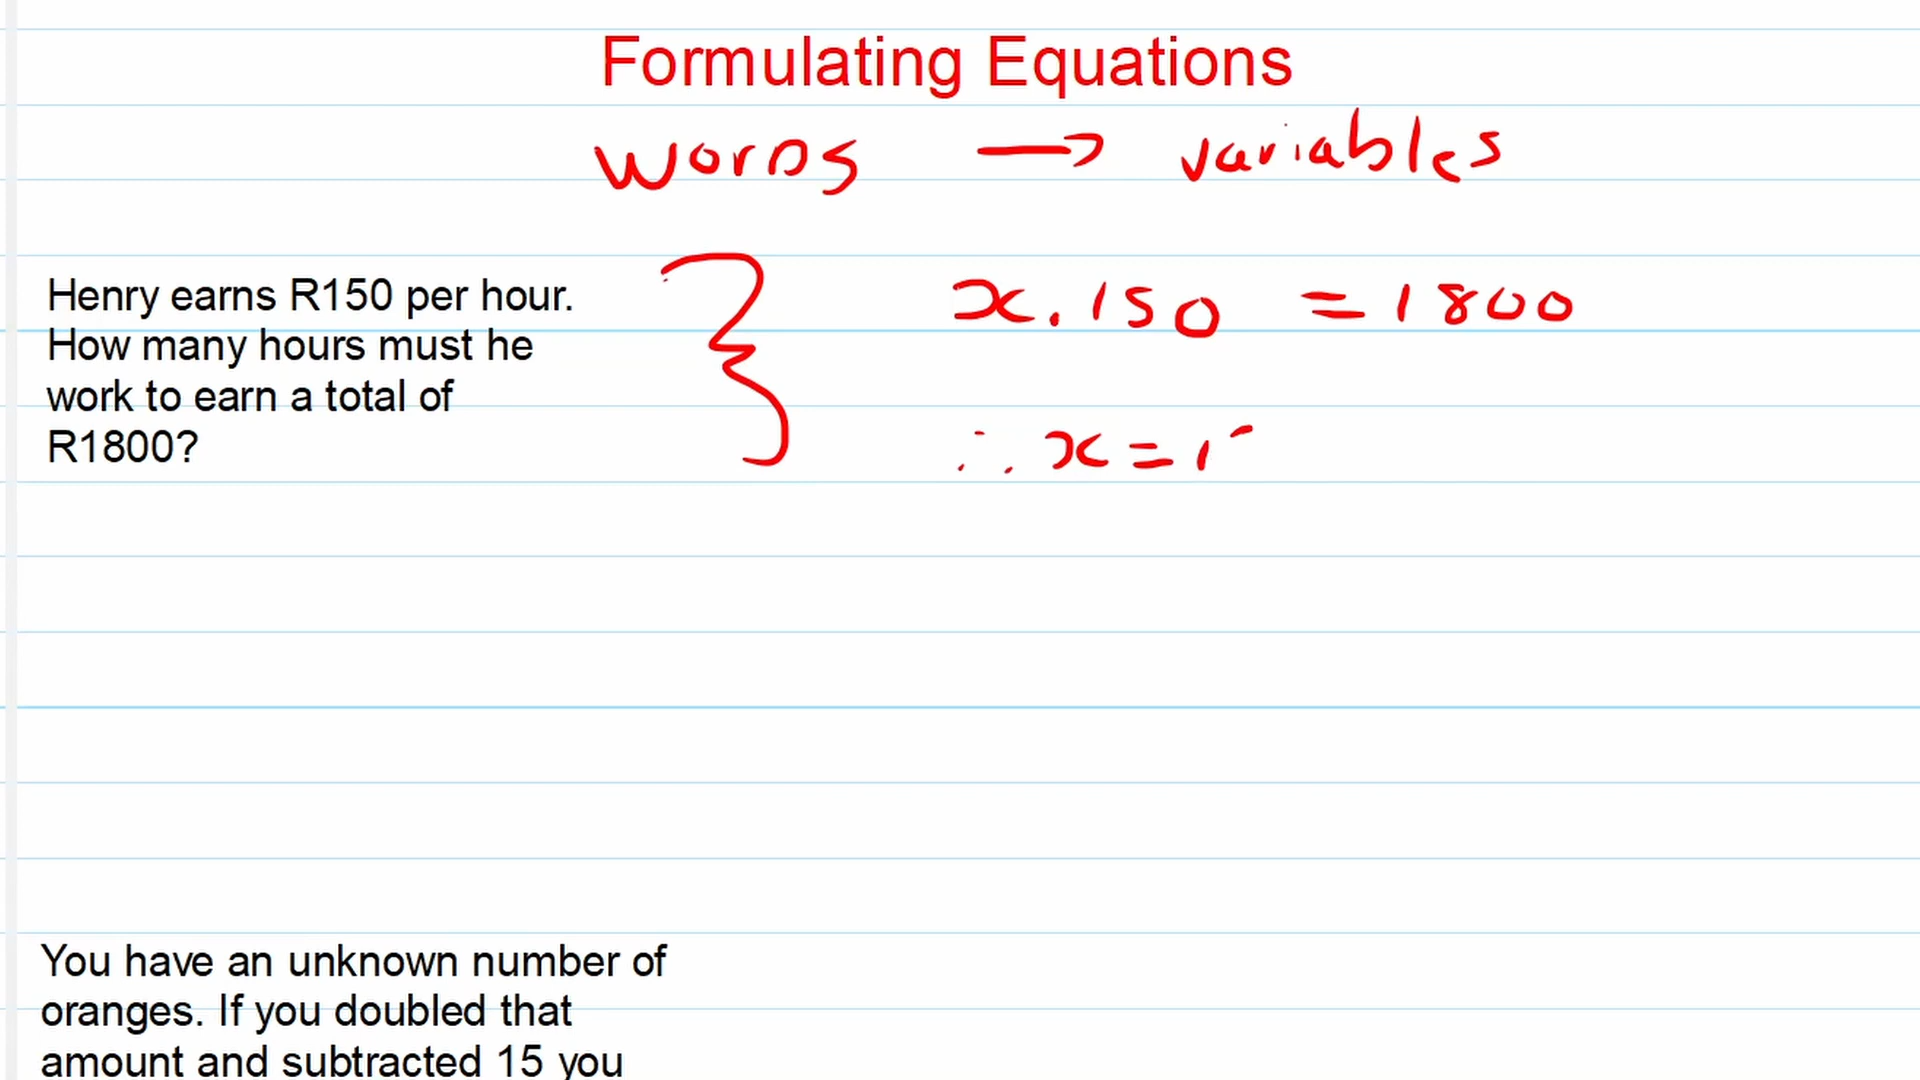 Formulating Equations
words → variables
Henry earns R150 per hour.
How many hours must he
work to earn a total of
R1800?
x.150 = 1800
∴ x = 1
You have an unknown number of
oranges. If you doubled that
amount and subtracted 15 you